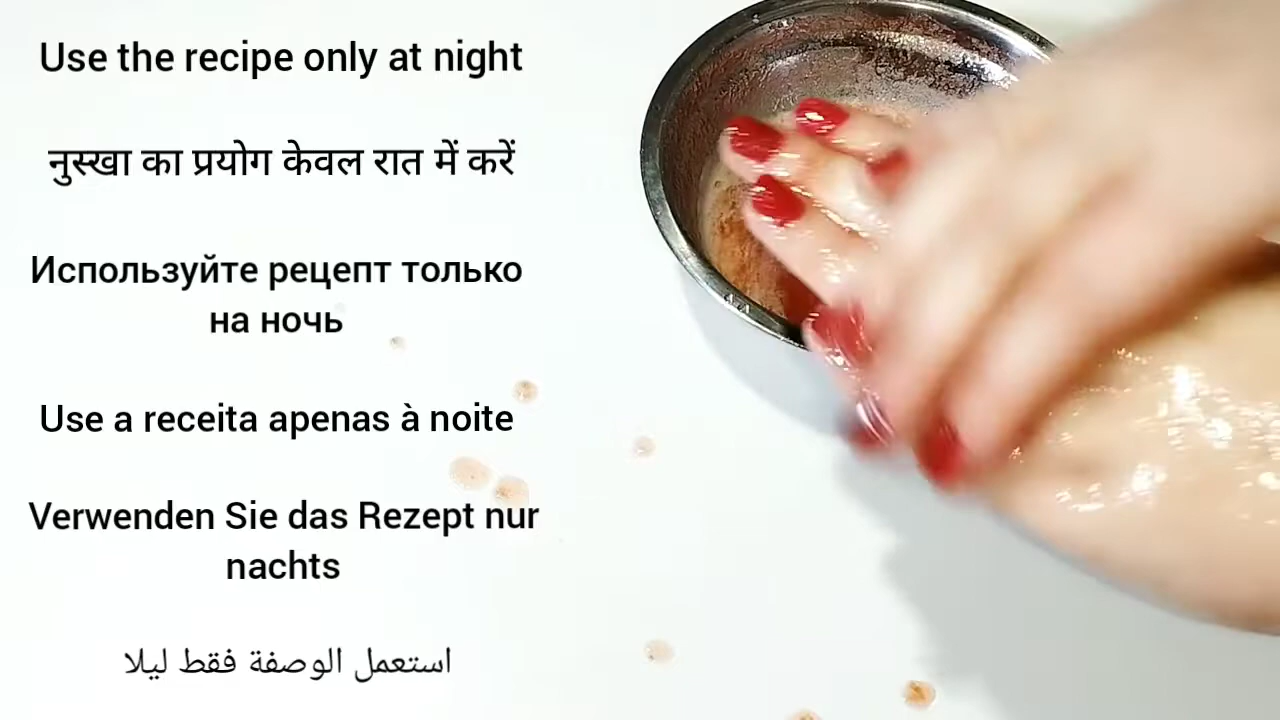 Use the recipe only at night
नुस्खा का प्रयोग केवल रात में करें
Используйте рецепт только
на ночь
Use a receita apenas à noite
Verwenden Sie das Rezept nur
nachts
استعمل الوصفة فقط ليلا